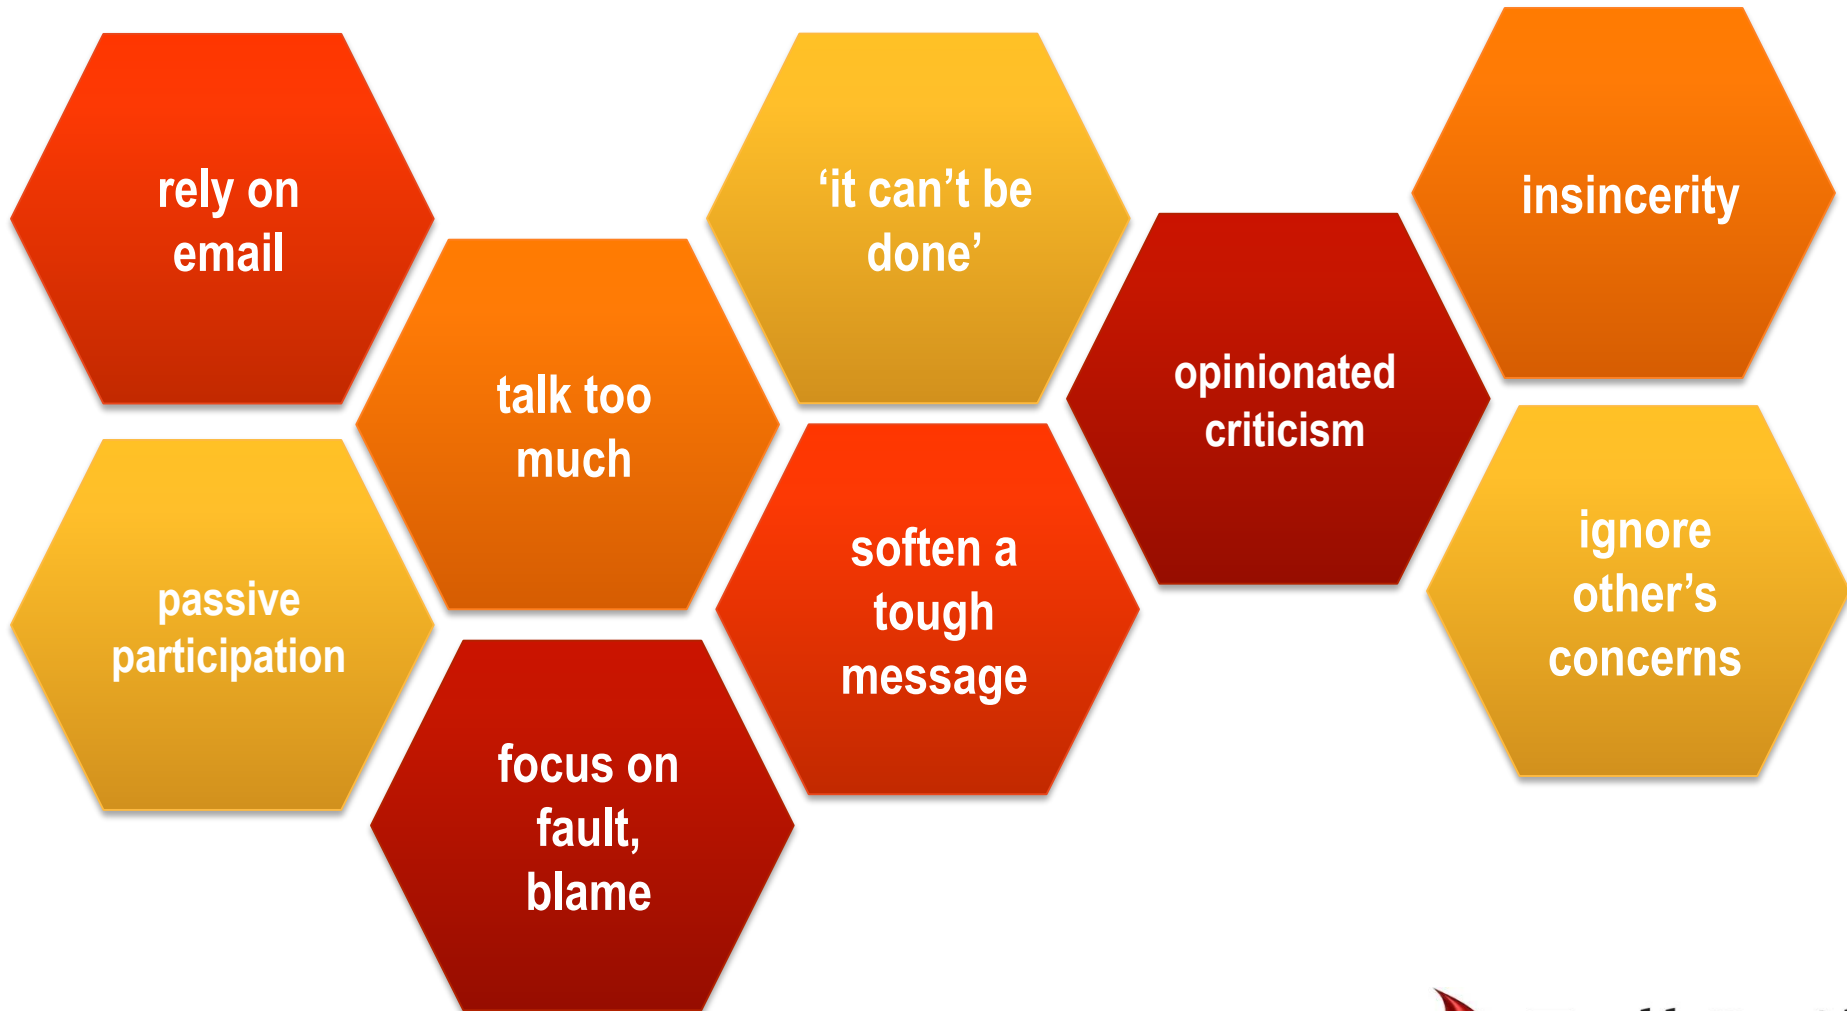 rely on
email
talk too
much
‘it can’t be
done’
opinionated
criticism
insincerity
passive
participation
focus on
fault,
blame
soften a
tough
message
ignore
other’s
concerns